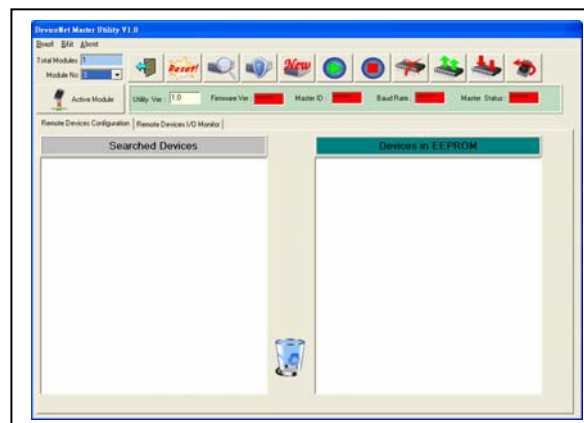 DeviceNet Master Utility V1.0
Board Edit About
Total Modules 1
Module No
Reset! New
Active Module Utility Ver : 1.0 Firmware Ver : Master ID : Baud Rate : Master Status :
Remote Devices Configuration Remote Devices I/O Monitor
Searched Devices Devices in EEPROM